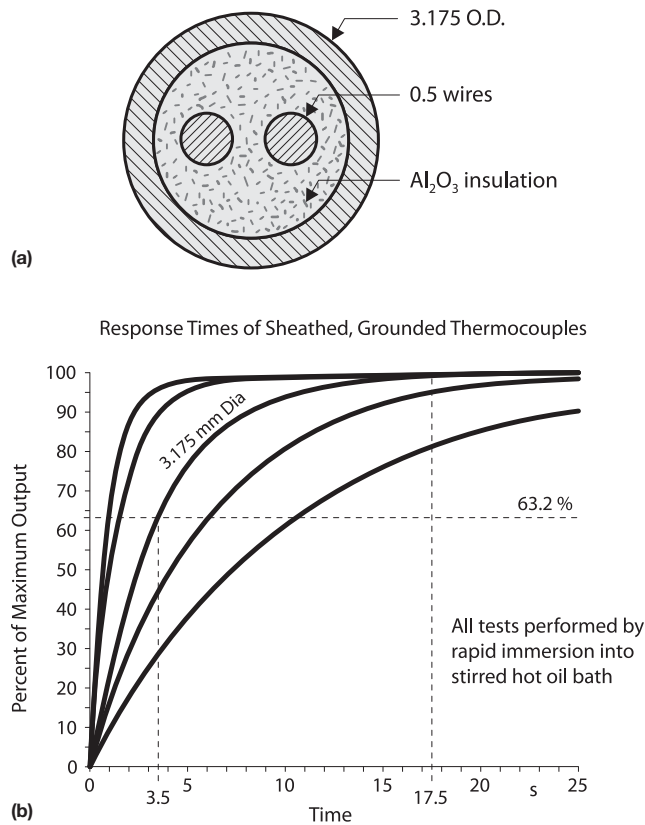 3.175 O.D.
0.5 wires
Al₂O₃ insulation
(a)
Response Times of Sheathed, Grounded Thermocouples
Percent of Maximum Output
100
90
80
70
60
50
40
30
20
10
0
3.175 mm Dia
63.2 %
All tests performed by
rapid immersion into
stirred hot oil bath
0 5 10 15 20 s 25
3.5 17.5
Time
(b)